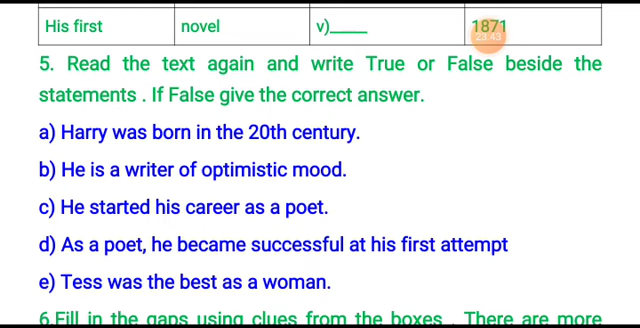 His first novel v)_____ 1871
23:43
5. Read the text again and write True or False beside the
statements . If False give the correct answer.
a) Harry was born in the 20th century.
b) He is a writer of optimistic mood.
c) He started his career as a poet.
d) As a poet, he became successful at his first attempt
e) Tess was the best as a woman.
6.Fill in the gaps using clues from the boxes . There are more